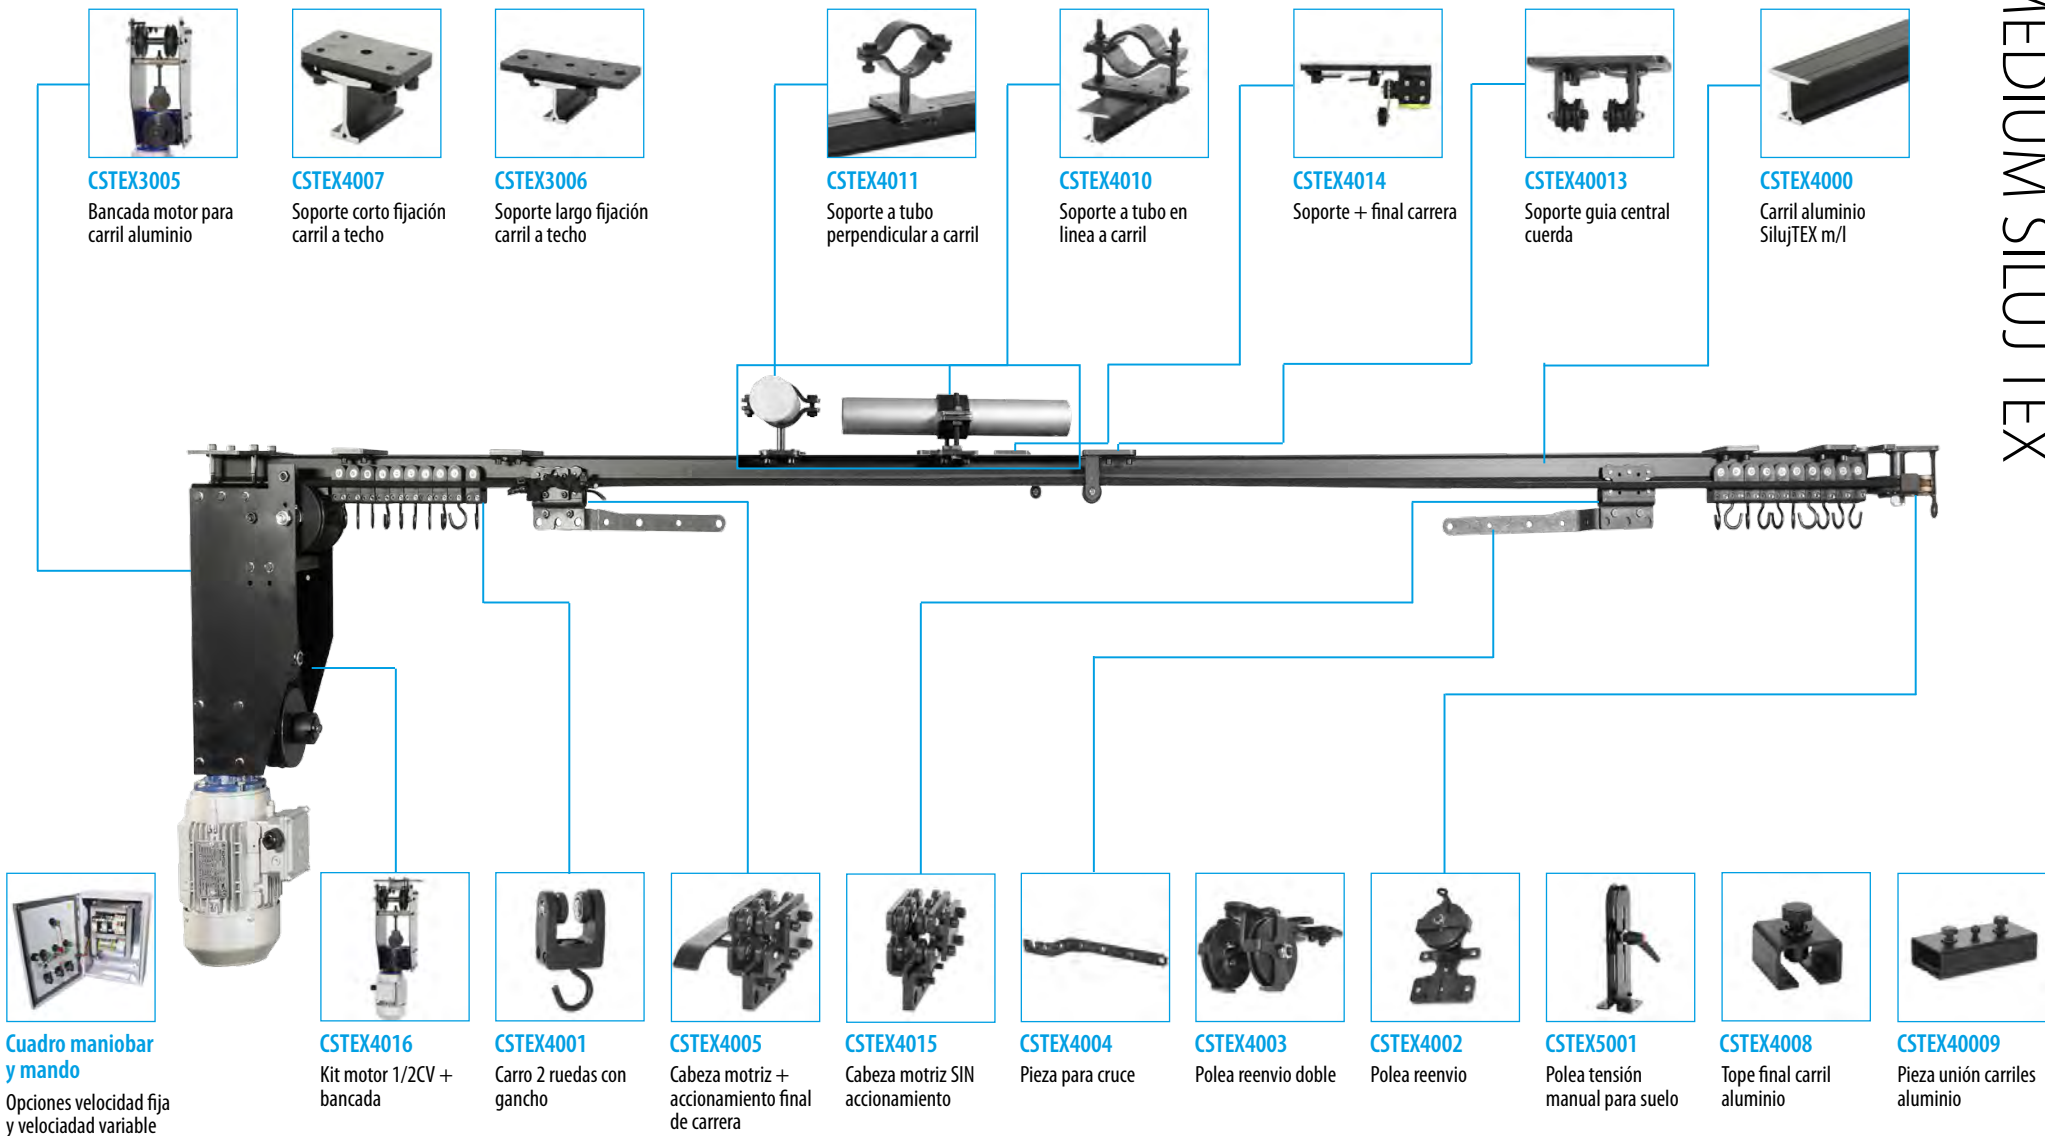 CSTEX3005
Bancada motor para
carril aluminio
CSTEX4007
Soporte corto fijación
carril a techo
CSTEX3006
Soporte largo fijación
carril a techo
CSTEX4011
Soporte a tubo
perpendicular a carril
CSTEX4010
Soporte a tubo en
linea a carril
CSTEX4014
Soporte + final carrera
CSTEX40013
Soporte guia central
cuerda
CSTEX4000
Carril aluminio
SilujTEX m/l
MEDIUM SILUJ TEX
Cuadro maniobar
y mando
Opciones velocidad fija
y velociadad variable
CSTEX4016
Kit motor 1/2CV +
bancada
CSTEX4001
Carro 2 ruedas con
gancho
CSTEX4005
Cabeza motriz +
accionamiento final
de carrera
CSTEX4015
Cabeza motriz SIN
accionamiento
CSTEX4004
Pieza para cruce
CSTEX4003
Polea reenvio doble
CSTEX4002
Polea reenvio
CSTEX5001
Polea tensión
manual para suelo
CSTEX4008
Tope final carril
aluminio
CSTEX40009
Pieza unión carriles
aluminio